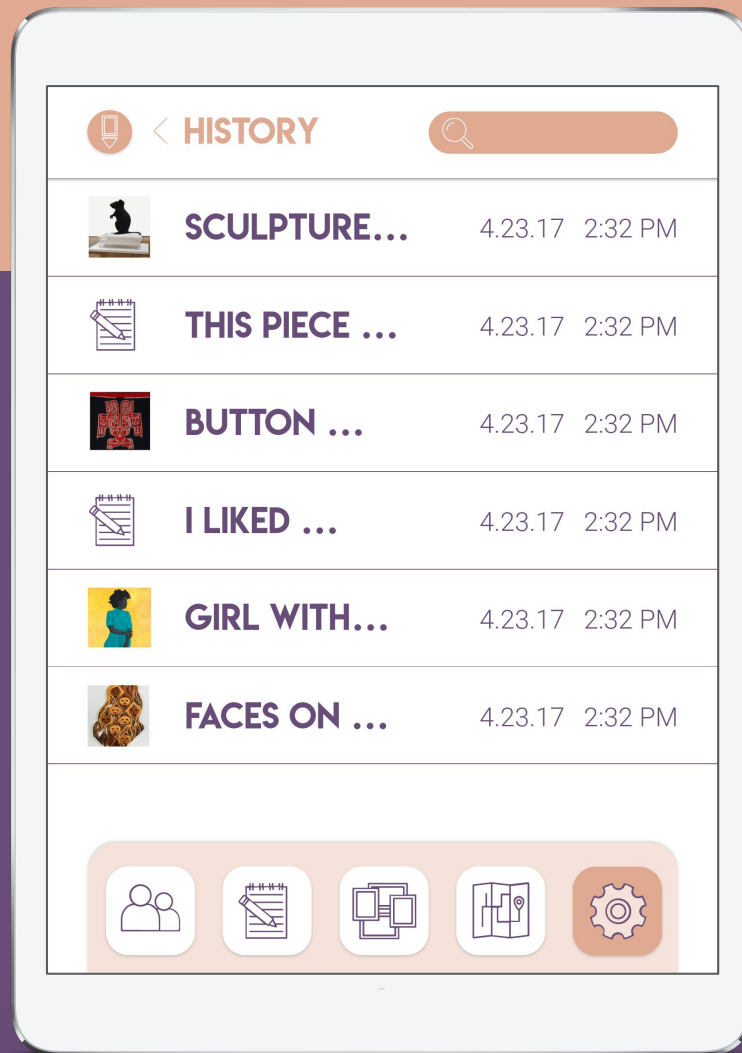 HISTORY
SCULPTURE... 4.23.17 2:32 PM
THIS PIECE ... 4.23.17 2:32 PM
BUTTON ... 4.23.17 2:32 PM
I LIKED ... 4.23.17 2:32 PM
GIRL WITH... 4.23.17 2:32 PM
FACES ON ... 4.23.17 2:32 PM